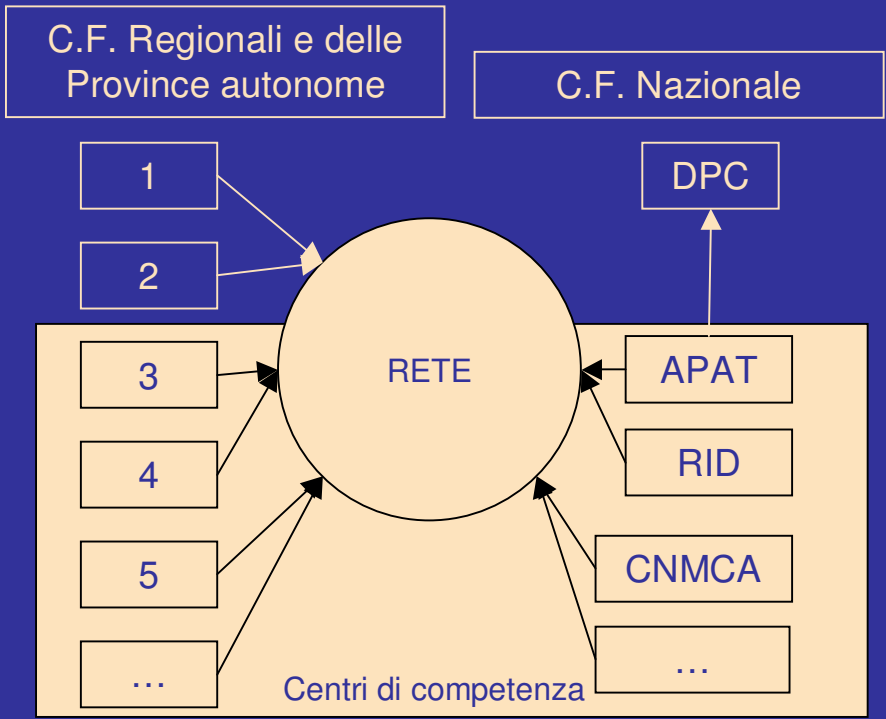 C.F. Regionali e delle
Province autonome
C.F. Nazionale
1
DPC
2
3
RETE
APAT
4
RID
5
CNMCA
…
…
Centri di competenza